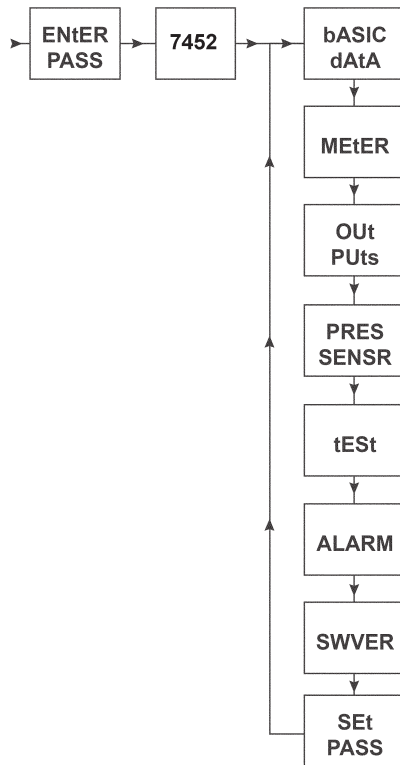 ENtER
PASS
7452
bASIC
dAtA
MEtER
OUt
PUts
PRES
SENSR
tESt
ALARM
SWVER
SEt
PASS